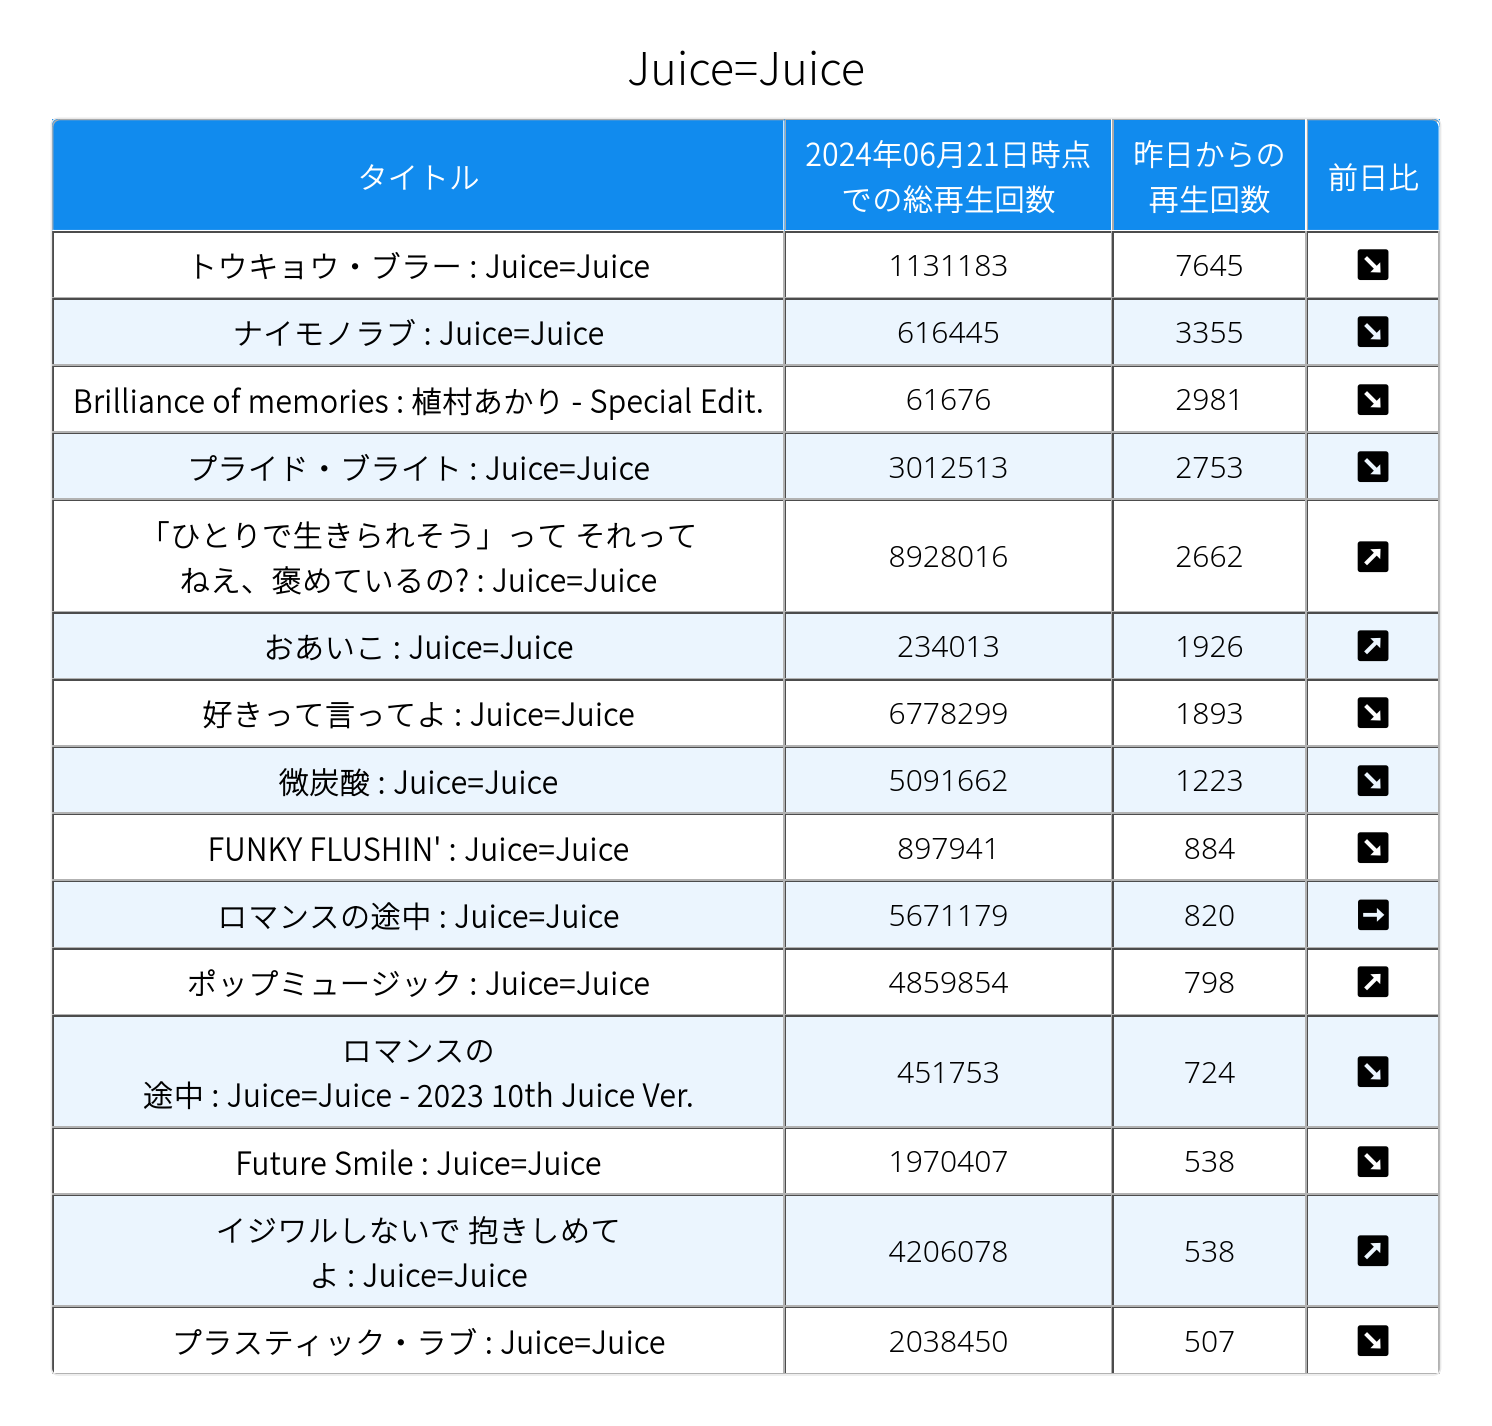 Juice=Juice
タイトル
2024年06月21日時点
での総再生回数
昨日からの
再生回数
前日比
トウキョウ・ブラー : Juice=Juice
1131183
7645
ナイモノラブ : Juice=Juice
616445
3355
Brilliance of memories : 植村あかり - Special Edit.
61676
2981
プライド・ブライト : Juice=Juice
3012513
2753
「ひとりで生きられそう」って それって
ねえ、褒めているの? : Juice=Juice
8928016
2662
おあいこ : Juice=Juice
234013
1926
好きって言ってよ : Juice=Juice
6778299
1893
微炭酸 : Juice=Juice
5091662
1223
FUNKY FLUSHIN' : Juice=Juice
897941
884
ロマンスの途中 : Juice=Juice
5671179
820
ポップミュージック : Juice=Juice
4859854
798
ロマンスの
途中 : Juice=Juice - 2023 10th Juice Ver.
451753
724
Future Smile : Juice=Juice
1970407
538
イジワルしないで 抱きしめて
よ : Juice=Juice
4206078
538
プラスティック・ラブ : Juice=Juice
2038450
507